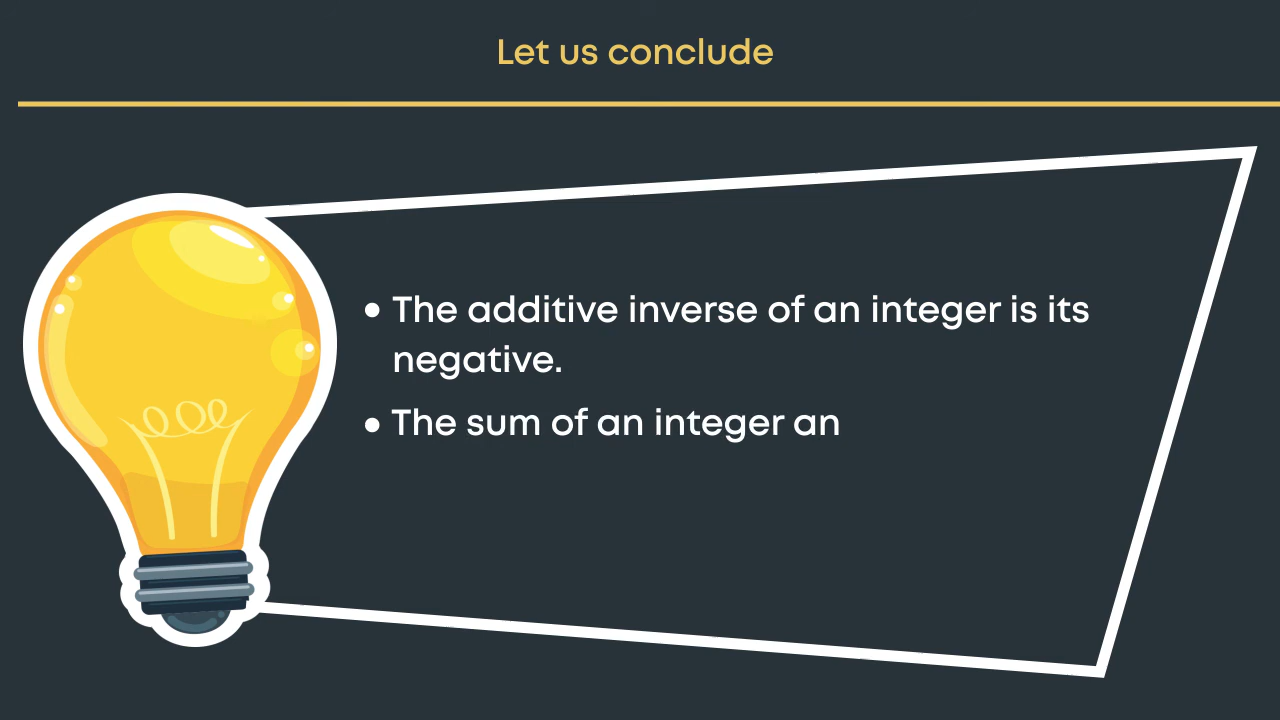 Let us conclude
• The additive inverse of an integer is its
negative.
• The sum of an integer an